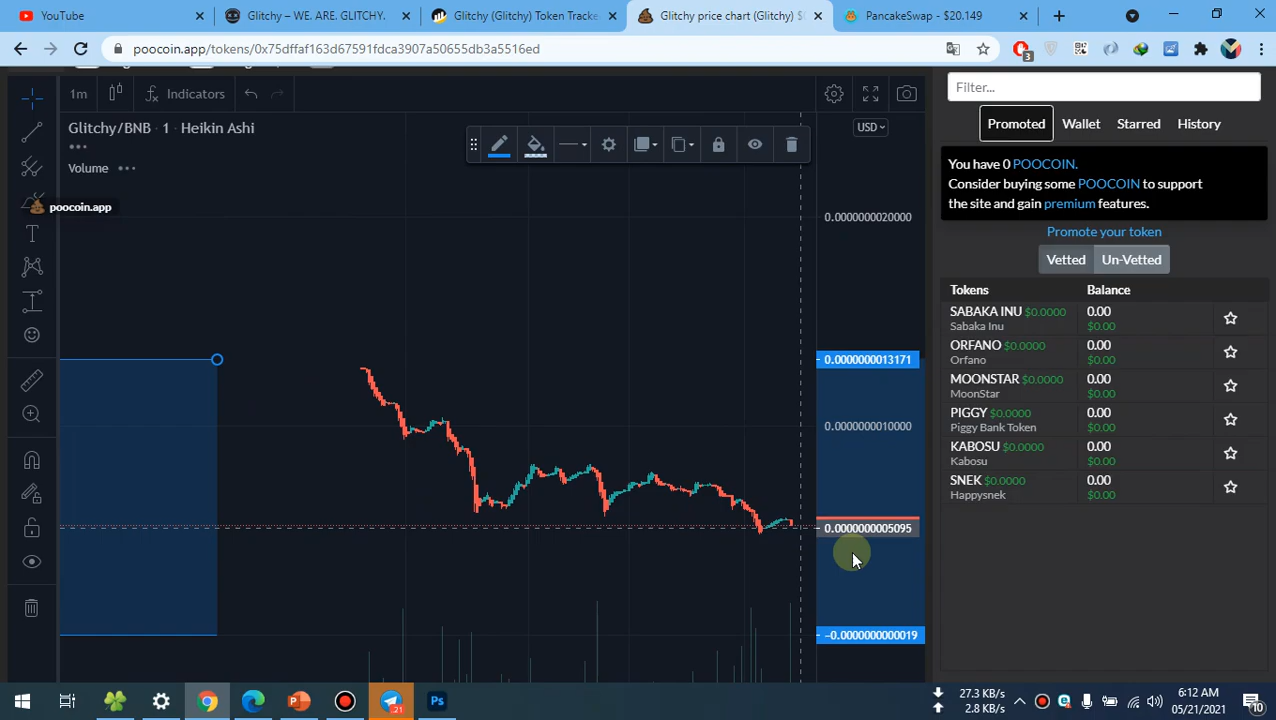 YouTube
Glitchy – WE. ARE. GLITCHY.
Glitchy (Glitchy) Token Tracke
Glitchy price chart (Glitchy) $0
PancakeSwap - $20.149
poocoin.app/tokens/0x75dffaf163d67591fdca3907a50655db3a5516ed
3
1m
Indicators
Glitchy/BNB · 1 · Heikin Ashi
Volume
poocoin.app
USD
0.0000000020000
0.0000000013171
0.0000000010000
0.0000000005095
−0.0000000000019
Filter...
Promoted
Wallet
Starred
History
You have 0 POOCOIN.
Consider buying some POOCOIN to support
the site and gain premium features.
Promote your token
Vetted
Un-Vetted
Tokens
Balance
SABAKA INU $0.0000
0.00
Sabaka Inu
$0.00
ORFANO $0.0000
0.00
Orfano
$0.00
MOONSTAR $0.0000
0.00
MoonStar
$0.00
PIGGY $0.0000
0.00
Piggy Bank Token
$0.00
KABOSU $0.0000
0.00
Kabosu
$0.00
SNEK $0.0000
0.00
Happysnek
$0.00
21
Ps
27.3 KB/s
2.8 KB/s
6:12 AM
05/21/2021
10